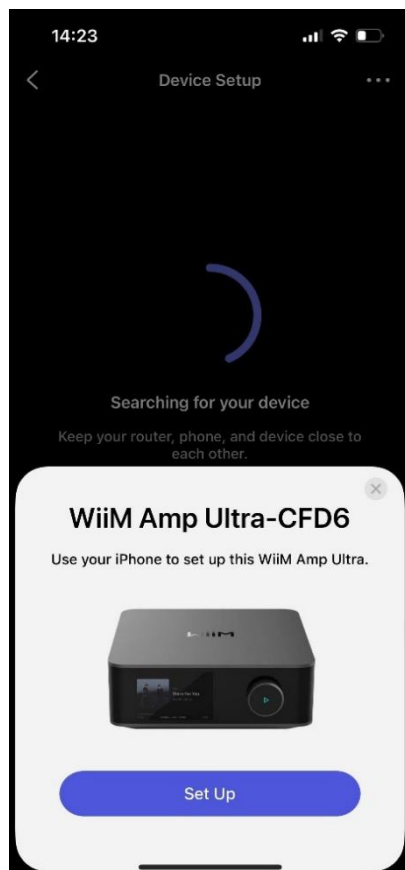 14:23
Device Setup
Searching for your device
Keep your router, phone, and device close to
each other.
WiiM Amp Ultra-CFD6
Use your iPhone to set up this WiiM Amp Ultra.
WiiM
Set Up